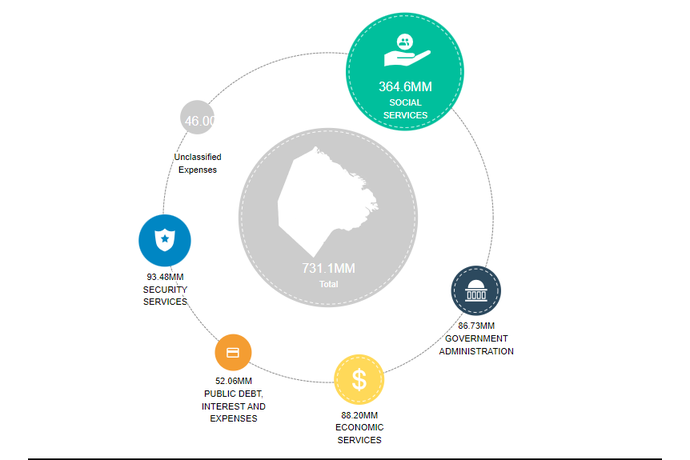 364.6MM
SOCIAL
SERVICES
46.00
Unclassified
Expenses
731.1MM
Total
93.48MM
SECURITY
SERVICES
86.73MM
GOVERNMENT
ADMINISTRATION
52.06MM
PUBLIC DEBT,
INTEREST AND
EXPENSES
$
88.20MM
ECONOMIC
SERVICES